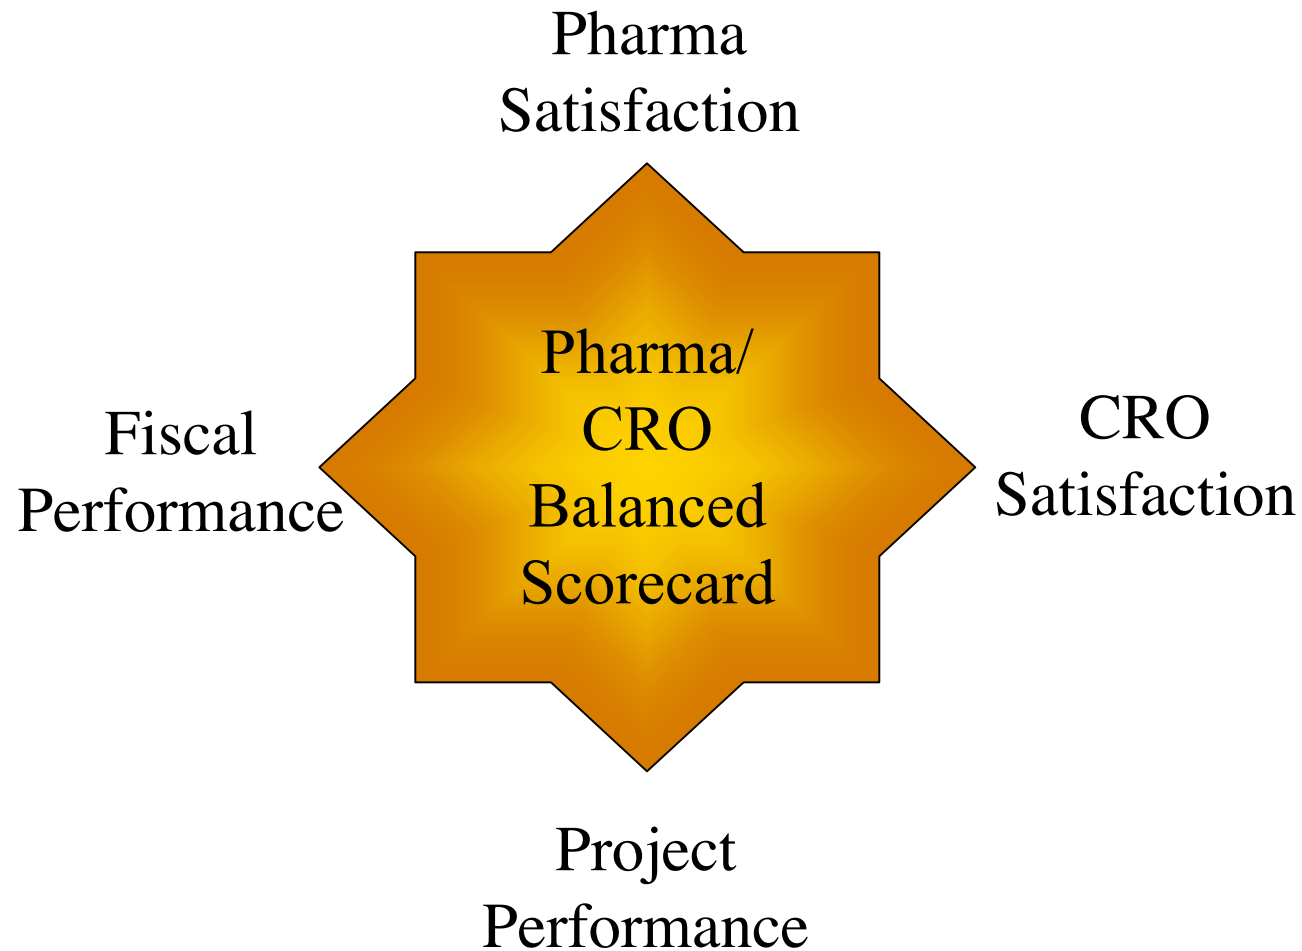 Pharma
Satisfaction
Pharma/
CRO
Balanced
Scorecard
Fiscal
Performance
CRO
Satisfaction
Project
Performance